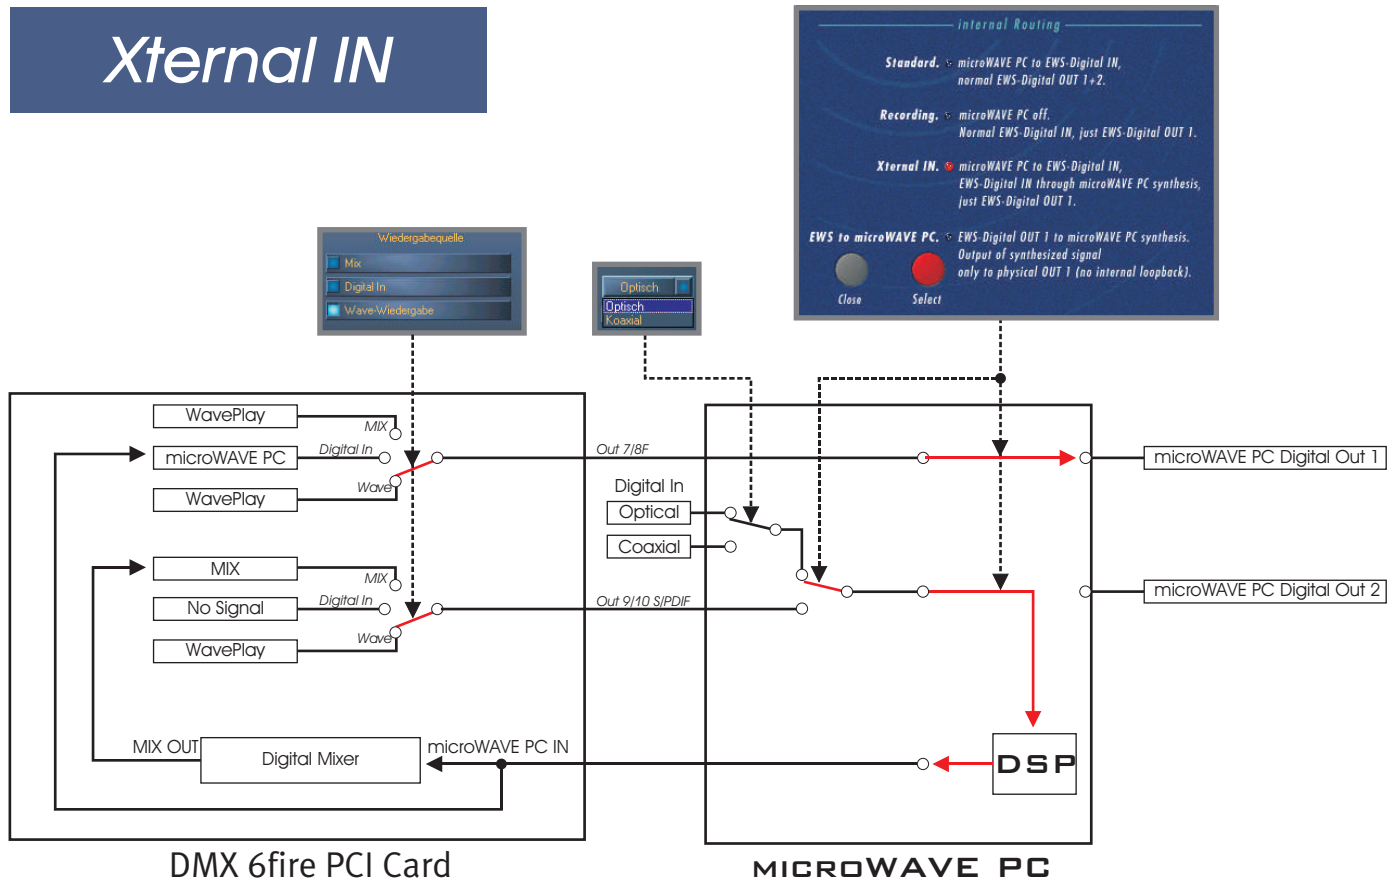 Xternal IN
internal Routing
Standard. microWAVE PC to EWS-Digital IN,
normal EWS-Digital OUT 1+2.
Recording. microWAVE PC off.
Normal EWS-Digital IN, just EWS-Digital OUT 1.
Xternal IN. microWAVE PC to EWS-Digital IN,
EWS-Digital IN through microWAVE PC synthesis,
just EWS-Digital OUT 1.
EWS to microWAVE PC. EWS-Digital OUT 1 to microWAVE PC synthesis.
Output of synthesized signal
only to physical OUT 1 (no internal loopback).
Close Select
Wiedergabequelle
Mix
Digital In
Wave-Wiedergabe
Optisch
Optisch
Koaxial
WavePlay
MIX
microWAVE PC
Digital In
WavePlay
Wave
Out 7/8F
microWAVE PC Digital Out 1
Digital In
Optical
Coaxial
MIX
MIX
No Signal
Digital In
WavePlay
Wave
Out 9/10 S/PDIF
microWAVE PC Digital Out 2
MIX OUT
Digital Mixer
microWAVE PC IN
DSP
DMX 6fire PCI Card
MICROWAVE PC